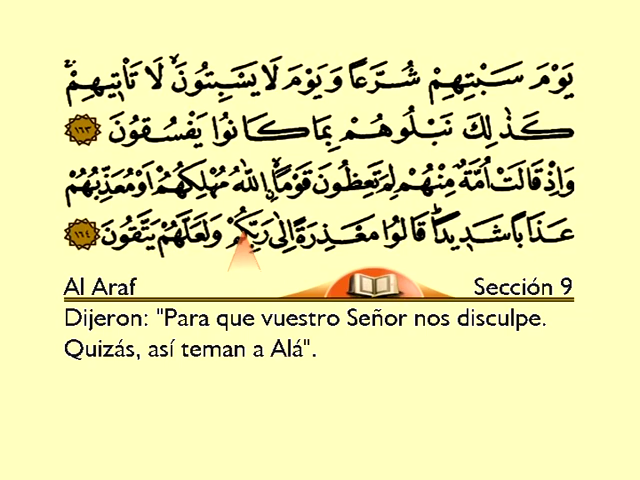 يَوْمَ سَبْتِهِمْ شُرَّعًا وَيَوْمَ لَا يَسْبِتُونَ ۙ لَا تَأْتِيهِمْ ۛ
كَذَٰلِكَ نَبْلُوهُمْ بِمَا كَانُوا يَفْسُقُونَ ١٦٣
وَإِذْ قَالَتْ أُمَّةٌ مِنْهُمْ لِمَ تَعِظُونَ قَوْمًا ۙ اللَّهُ مُهْلِكُهُمْ أَوْ مُعَذِّبُهُمْ
عَذَابًا شَدِيدًا ۖ قَالُوا مَعْذِرَةً إِلَىٰ رَبِّكُمْ وَلَعَلَّهُمْ يَتَّقُونَ ١٦٤
Al Araf Sección 9
Dijeron: "Para que vuestro Señor nos disculpe.
Quizás, así teman a Alá".